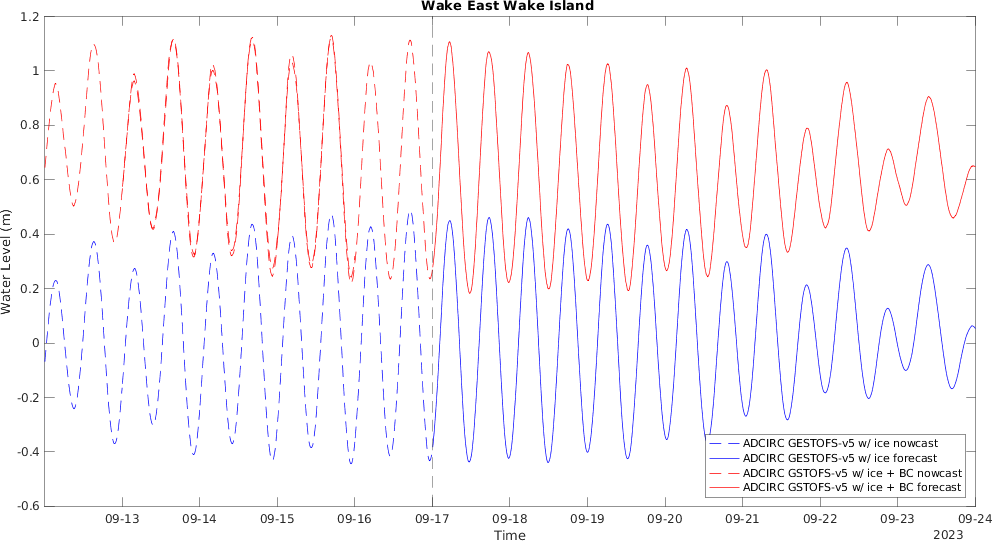 Wake East Wake Island
Water Level (m)
1.2
1
0.8
0.6
0.4
0.2
0
-0.2
-0.4
-0.6
ADCIRC GESTOFS-v5 w/ ice nowcast
ADCIRC GESTOFS-v5 w/ ice forecast
ADCIRC GSTOFS-v5 w/ ice + BC nowcast
ADCIRC GSTOFS-v5 w/ ice + BC forecast
09-13 09-14 09-15 09-16 09-17 09-18 09-19 09-20 09-21 09-22 09-23 09-24
Time
2023